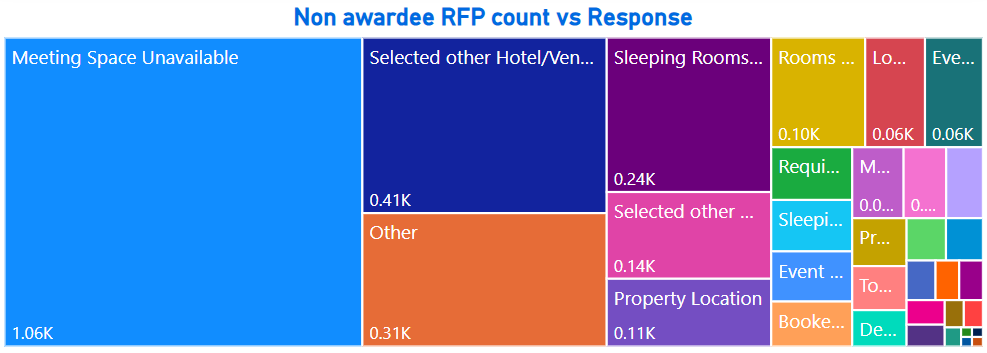 Non awardee RFP count vs Response
Meeting Space Unavailable
1.06K
Selected other Hotel/Ven...
0.41K
Other
0.31K
Sleeping Rooms...
0.24K
Selected other ...
0.14K
Property Location
0.11K
Rooms ...
0.10K
Lo...
0.06K
Eve...
0.06K
Requi...
Sleepi...
Event ...
Booke...
M...
0.0...
0....
Pr...
To...
De...